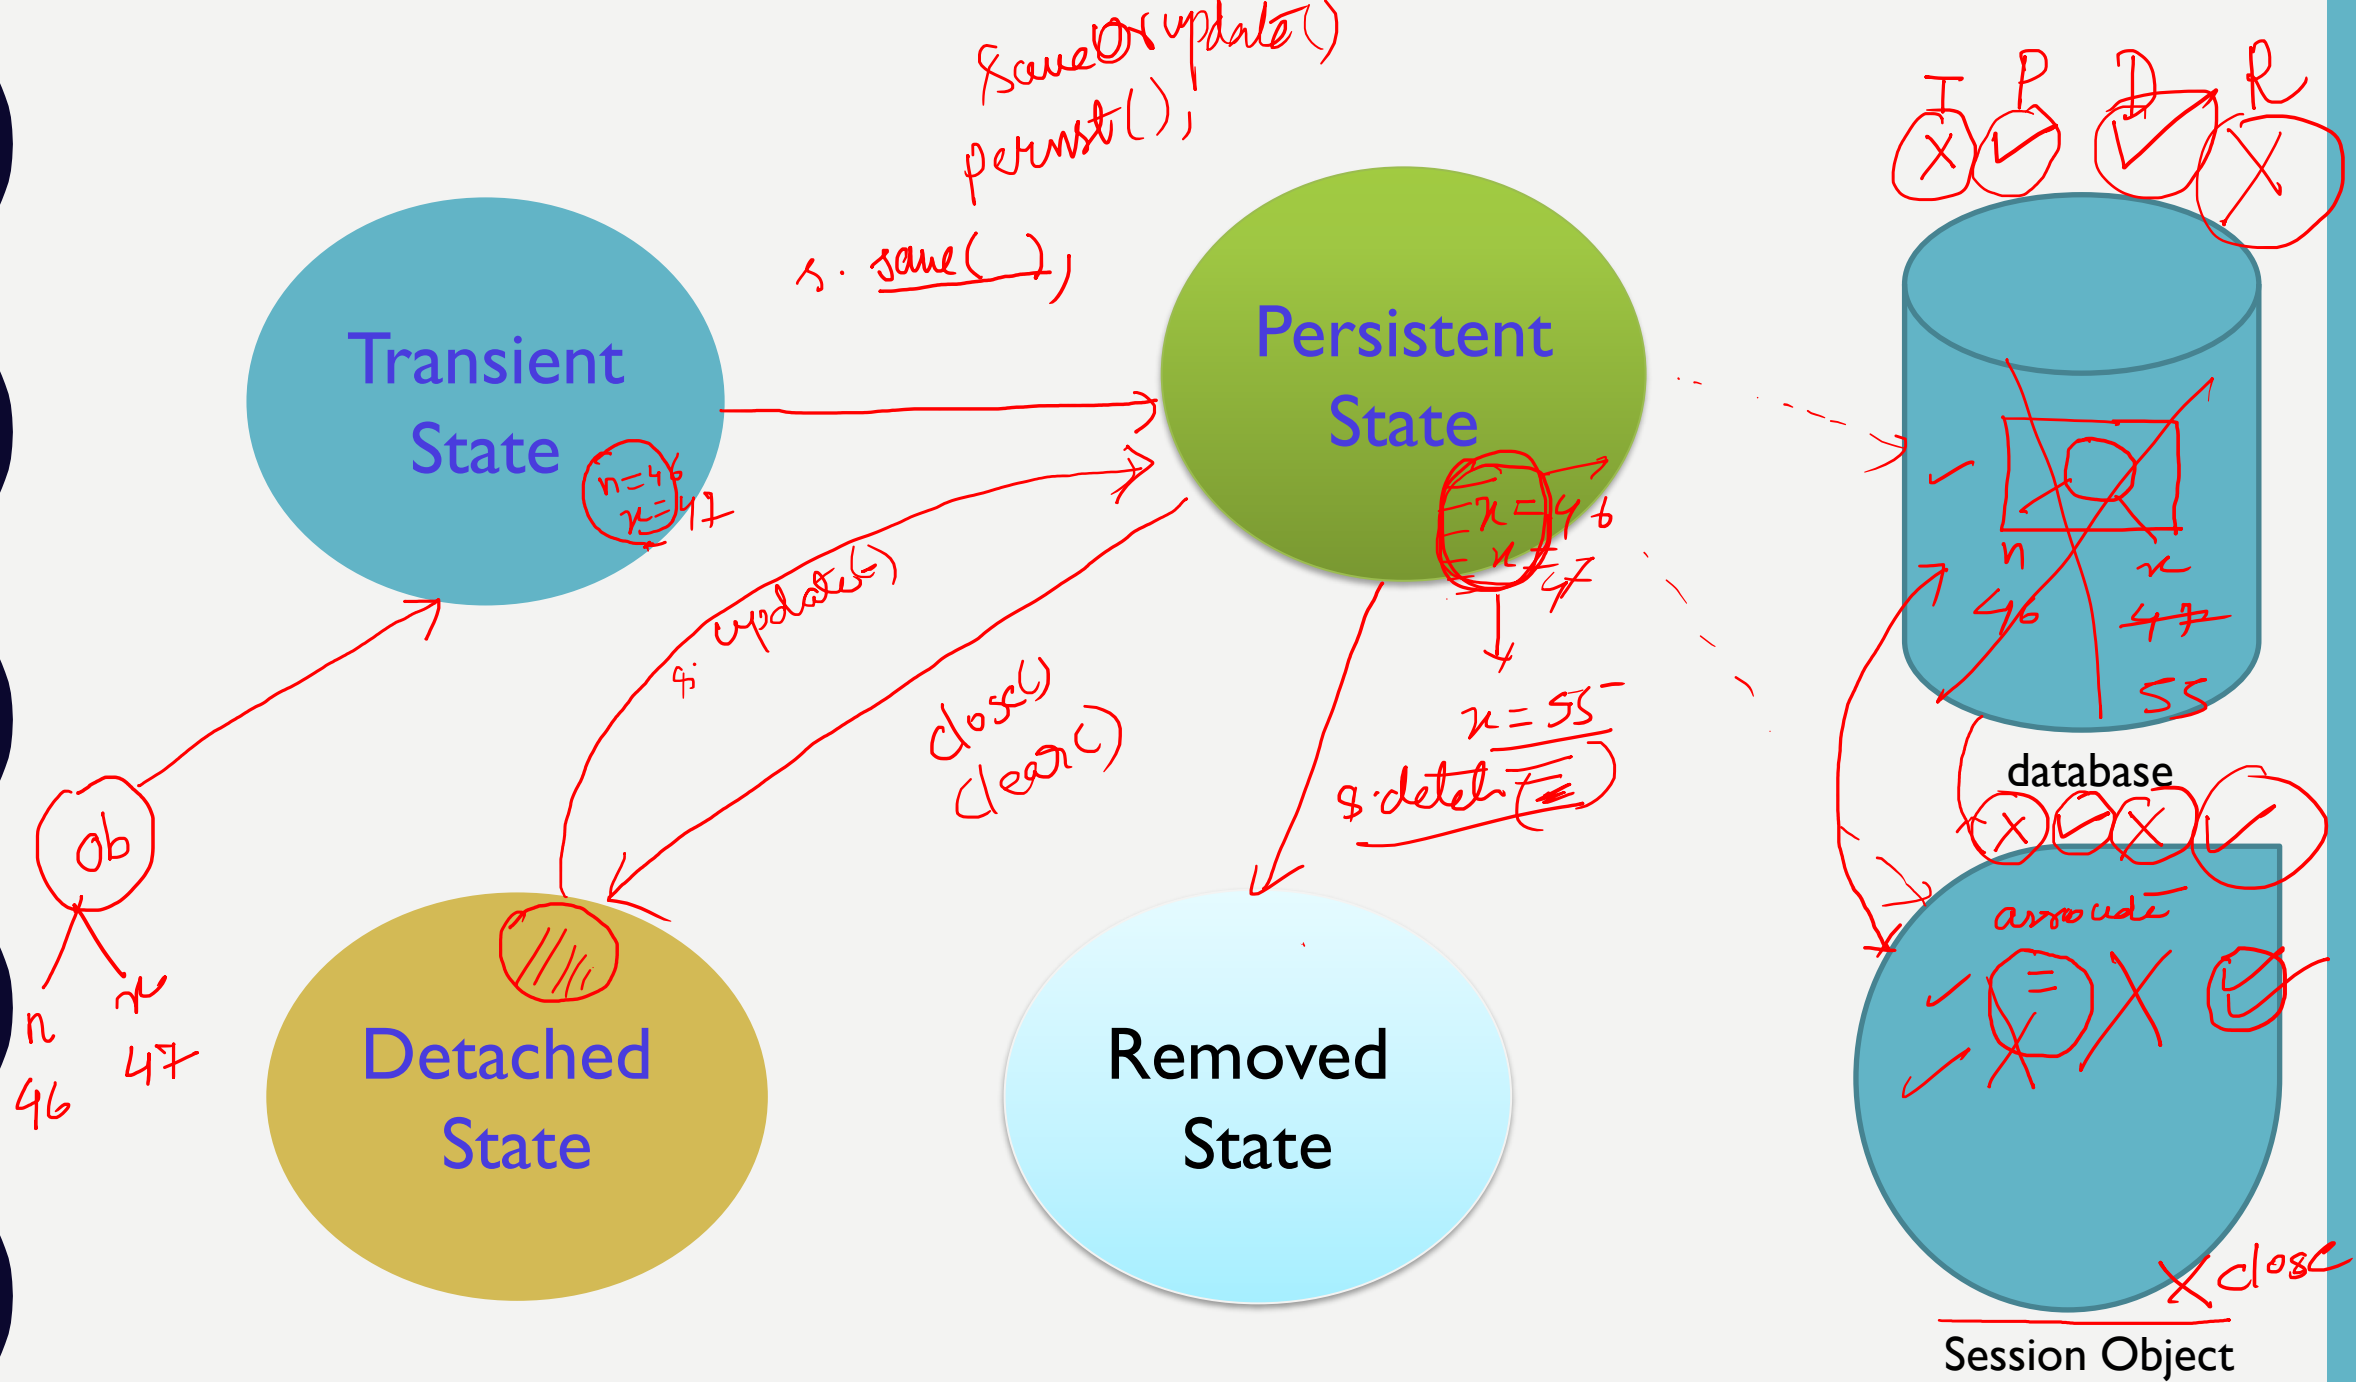 saveOrupdate()
persist();
s. save( );
T P D R
x ✓ ✓ x
Transient
State
n=46
x=47
Persistent
State
x=46
x=47
s. update(-)
close()
clear()
x=55
ob
n
x
46
47
n
x
46
47
55
database
x ✓ x ✓
associate
Detached
State
Removed
State
x close
Session Object